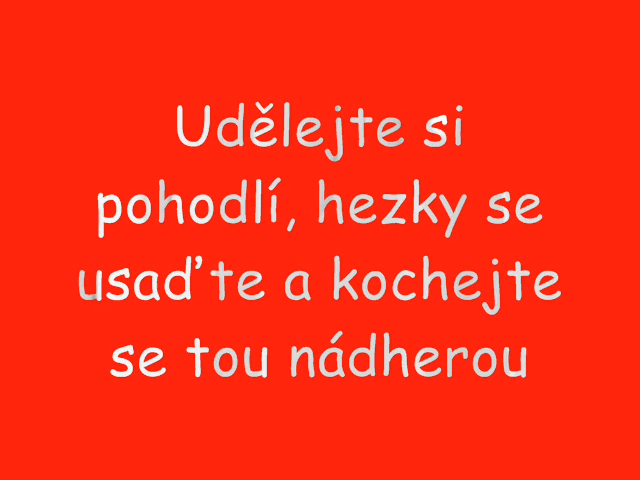 Udělejte si
pohodlí, hezky se
usaďte a kochejte
se tou nádherou